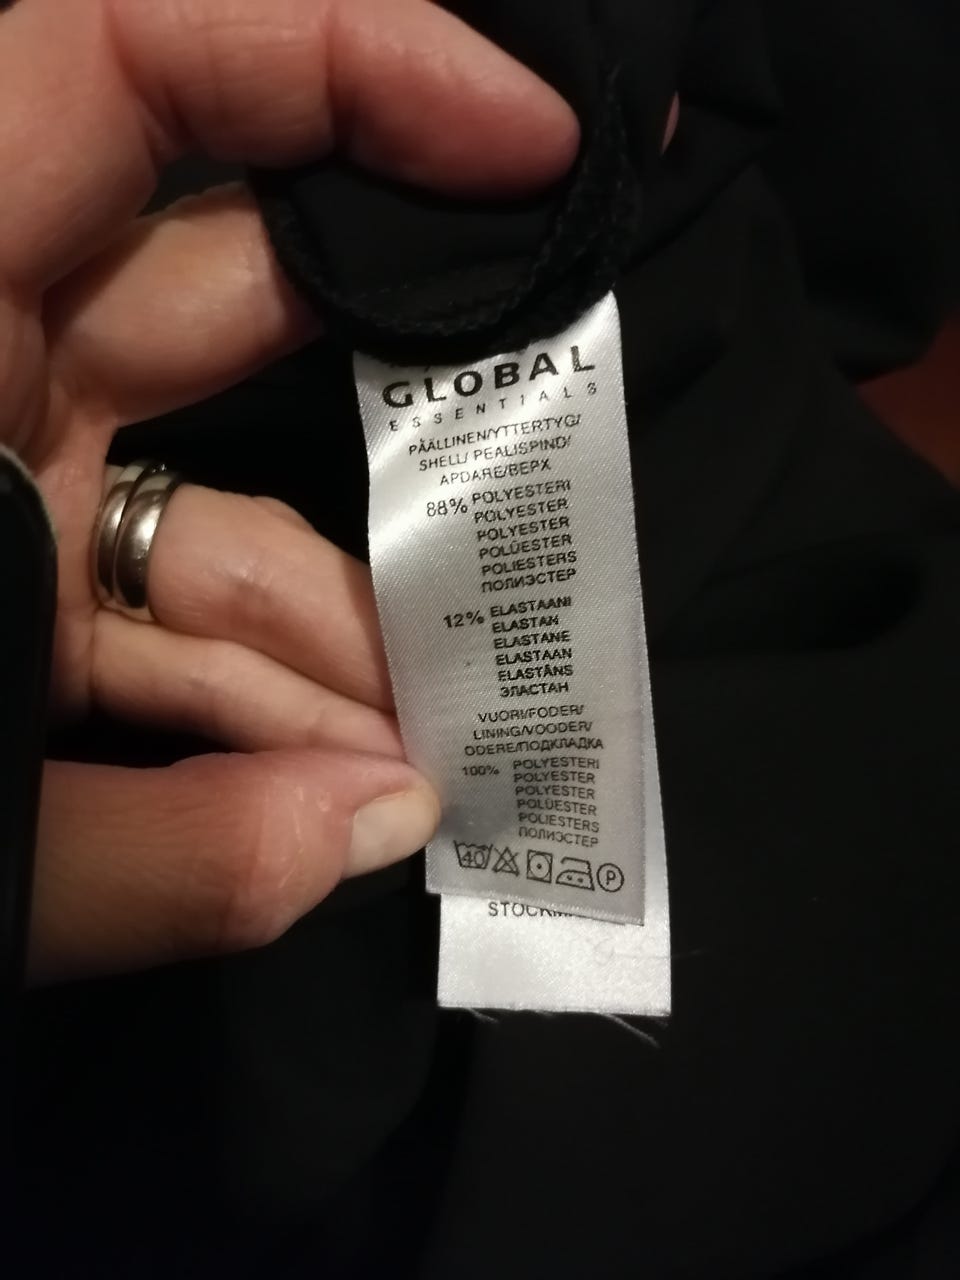 GLOBAL
ESSENTIALS
PÄÄLLINEN/YTTERTYG/
SHELL/ PEALISPIND/
APDARE/ВЕРХ
88% POLYESTERI
POLYESTER
POLYESTER
POLÜESTER
POLIESTERS
ПОЛИЭСТЕР
12% ELASTAANI
ELASTAN
ELASTANE
ELASTAAN
ELASTĀNS
ЭЛАСТАН
VUORI/FODER/
LINING/VOODER/
ODERE/ПОДКЛАДКА
100% POLYESTERI
POLYESTER
POLYESTER
POLÜESTER
POLIESTERS
ПОЛИЭСТЕР
40 P